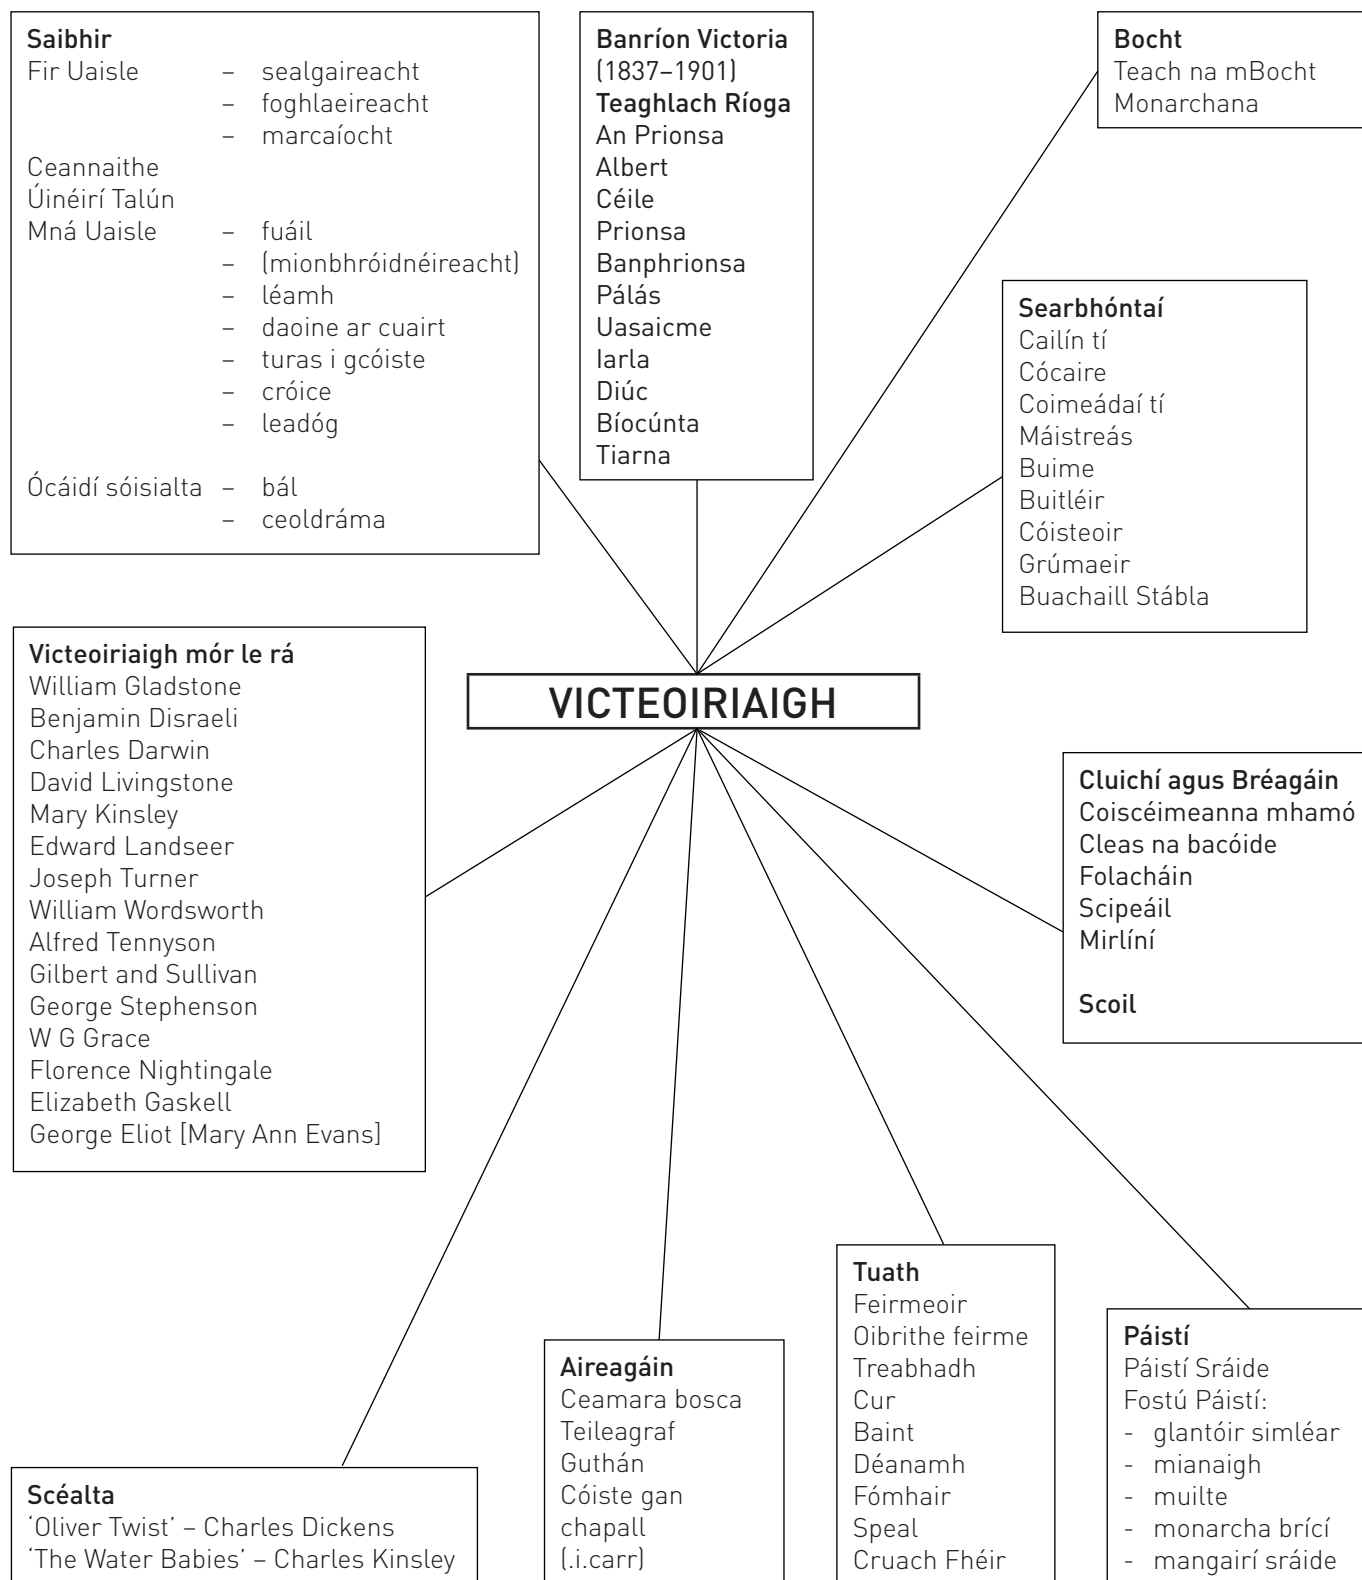 Saibhir
Fir Uaisle – sealgaireacht
– foghlaeireacht
– marcaíocht
Ceannaithe
Úinéirí Talún
Mná Uaisle – fuáil
– (mionbhróidnéireacht)
– léamh
– daoine ar cuairt
– turas i gcóiste
– cróice
– leadóg
Ócáidí sóisialta – bál
– ceoldráma
Banríon Victoria
(1837–1901)
Teaghlach Ríoga
An Prionsa
Albert
Céile
Prionsa
Banphrionsa
Pálás
Uasaicme
Iarla
Diúc
Bíocúnta
Tiarna
Bocht
Teach na mBocht
Monarchana
Searbhóntaí
Cailín tí
Cócaire
Coimeádaí tí
Máistreás
Buime
Buitléir
Cóisteoir
Grúmaeir
Buachaill Stábla
Victeoiriaigh mór le rá
William Gladstone
Benjamin Disraeli
Charles Darwin
David Livingstone
Mary Kinsley
Edward Landseer
Joseph Turner
William Wordsworth
Alfred Tennyson
Gilbert and Sullivan
George Stephenson
W G Grace
Florence Nightingale
Elizabeth Gaskell
George Eliot [Mary Ann Evans]
VICTEOIRIAIGH
Cluichí agus Bréagáin
Coiscéimeanna mhamó
Cleas na bacóide
Folacháin
Scipeáil
Mirlíní
Scoil
Scéalta
‘Oliver Twist’ – Charles Dickens
‘The Water Babies’ – Charles Kinsley
Aireagáin
Ceamara bosca
Teileagraf
Guthán
Cóiste gan
chapall
(.i.carr)
Tuath
Feirmeoir
Oibrithe feirme
Treabhadh
Cur
Baint
Déanamh
Fómhair
Speal
Cruach Fhéir
Páistí
Páistí Sráide
Fostú Páistí:
- glantóir simléar
- mianaigh
- muilte
- monarcha brící
- mangairí sráide